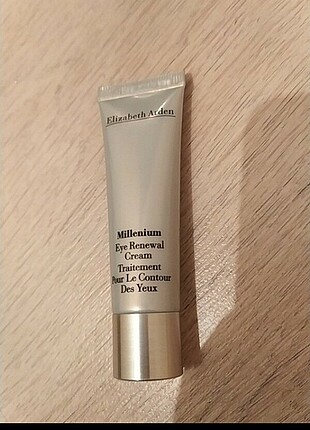 Elizabeth Arden
Millenium
Eye Renewal
Cream
Traitement
Pour Le Contour
Des Yeux